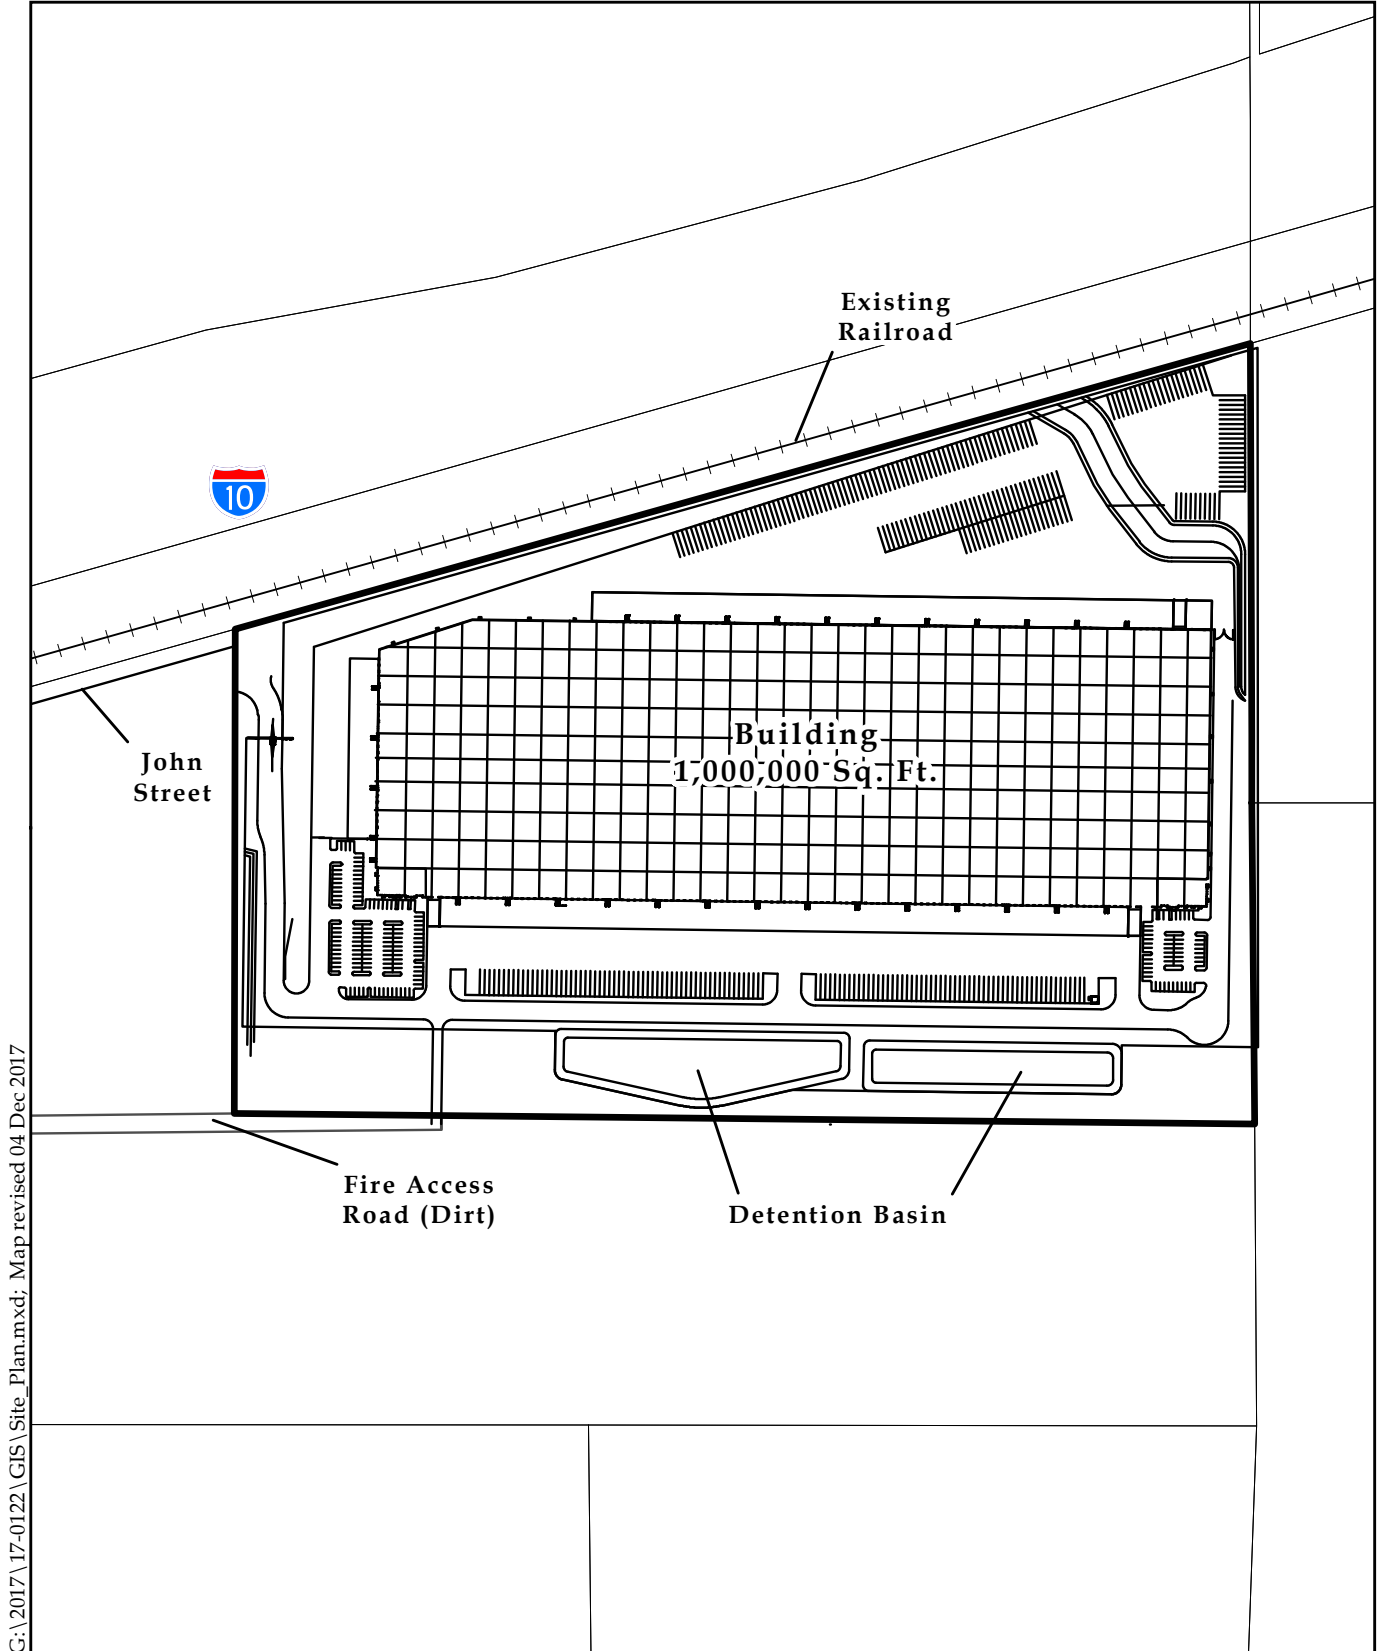 Existing
Railroad
10
Building
1,000,000 Sq. Ft.
John
Street
Fire Access
Road (Dirt)
Detention Basin
G:\2017\17-0122\GIS\Site_Plan.mxd; Map revised 04 Dec 2017